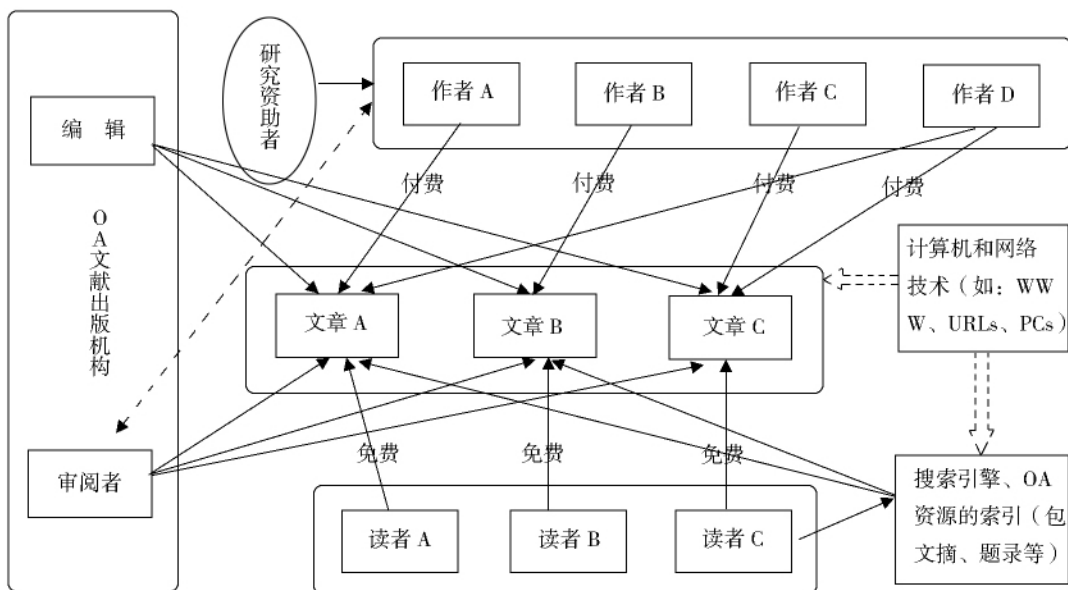 研究资助者
作者 A
作者 B
作者 C
作者 D
编 辑
付费
付费
付费
付费
OA文献出版机构
计算机和网络
技术（如：WW
W、URLs、PCs）
文章 A
文章 B
文章 C
免费
免费
免费
审阅者
搜索引擎、OA
资源的索引（包
文摘、题录等）
读者 A
读者 B
读者 C